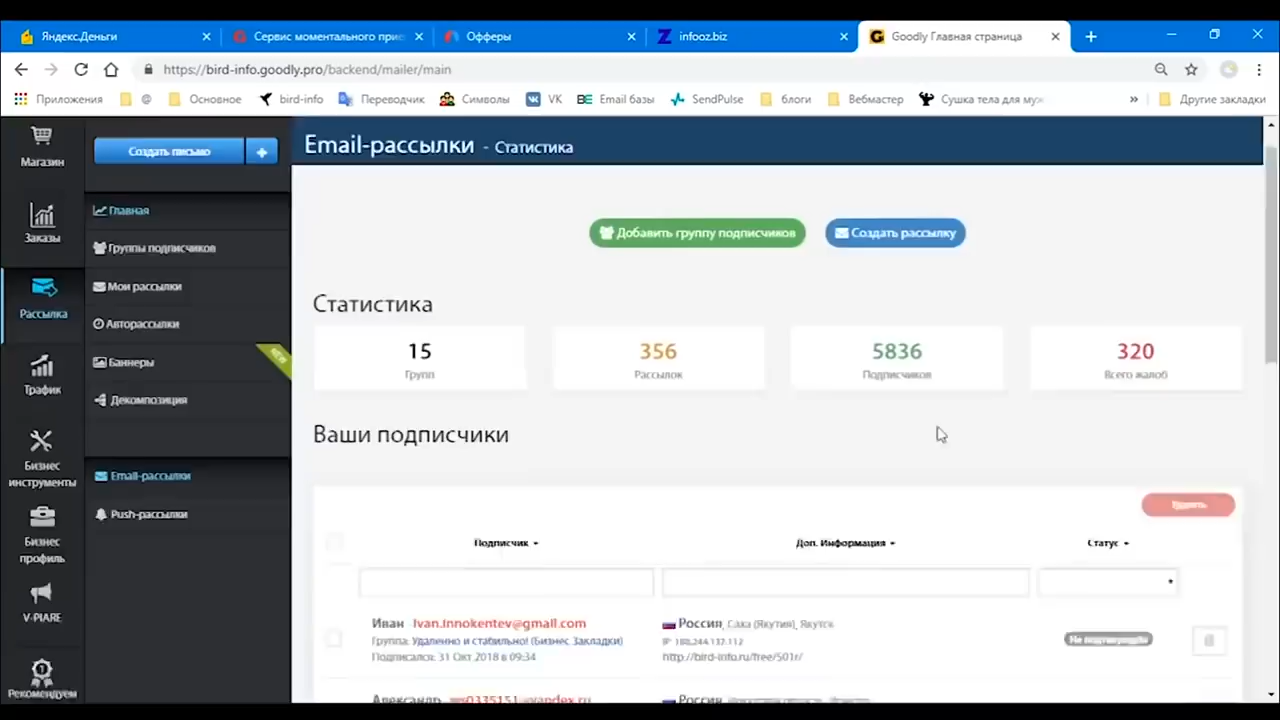 Яндекс.Деньги
Сервис моментального прие
Офферы
infooz.biz
Goodly Главная страница
https://bird-info.goodly.pro/backend/mailer/main
Приложения
@
Основное
bird-info
Переводчик
Символы
VK
Email базы
SendPulse
блоги
Вебмастер
Сушка тела для муж
Другие закладки
Магазин
Заказы
Рассылка
Трафик
Бизнес
инструменты
Бизнес
профиль
V-PIARE
Рекомендуем
Создать письмо +
Главная
Группы подписчиков
Мои рассылки
Авторассылки
Баннеры
NEW
Декомпозиция
Email-рассылки
Push-рассылки
Email-рассылки - Статистика
Добавить группу подписчиков
Создать рассылку
Статистика
15
Групп
356
Рассылок
5836
Подписчиков
320
Всего жалоб
Ваши подписчики
Удалить
Подписчик
Доп. Информация
Статус
Иван Ivan.innokentev@gmail.com
Группа: Удаленно и стабильно! (Бизнес Закладки)
Подписался: 31 Окт 2018 в 09:34
Россия, Саха (Якутия), Якутск
http://bird-info.ru/free/501r/
Не подтверждён
Александр
Россия